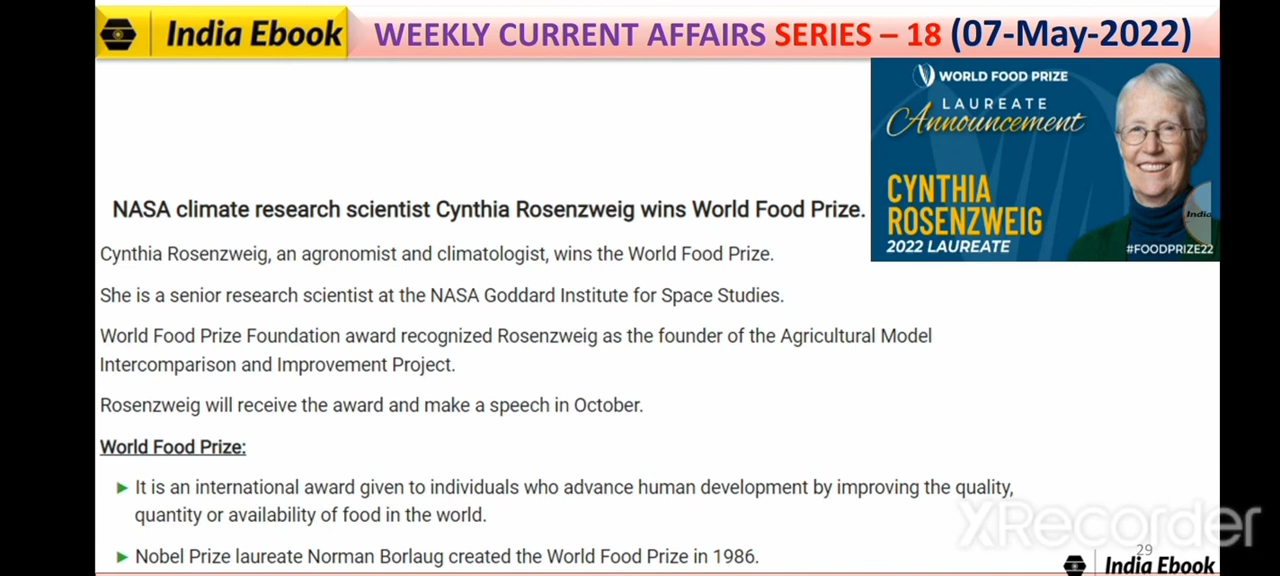 India Ebook
WEEKLY CURRENT AFFAIRS SERIES – 18 (07-May-2022)
WORLD FOOD PRIZE
LAUREATE
Announcement
CYNTHIA
ROSENZWEIG
2022 LAUREATE
India
#FOODPRIZE22
NASA climate research scientist Cynthia Rosenzweig wins World Food Prize.
Cynthia Rosenzweig, an agronomist and climatologist, wins the World Food Prize.
She is a senior research scientist at the NASA Goddard Institute for Space Studies.
World Food Prize Foundation award recognized Rosenzweig as the founder of the Agricultural Model
Intercomparison and Improvement Project.
Rosenzweig will receive the award and make a speech in October.
World Food Prize:
► It is an international award given to individuals who advance human development by improving the quality,
quantity or availability of food in the world.
► Nobel Prize laureate Norman Borlaug created the World Food Prize in 1986.
XRecorder
29
India Ebook